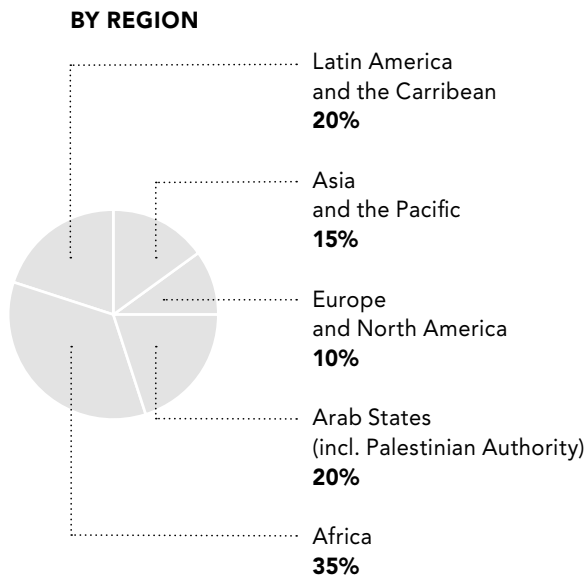 BY REGION
Latin America
and the Carribean
20%
Asia
and the Pacific
15%
Europe
and North America
10%
Arab States
(incl. Palestinian Authority)
20%
Africa
35%